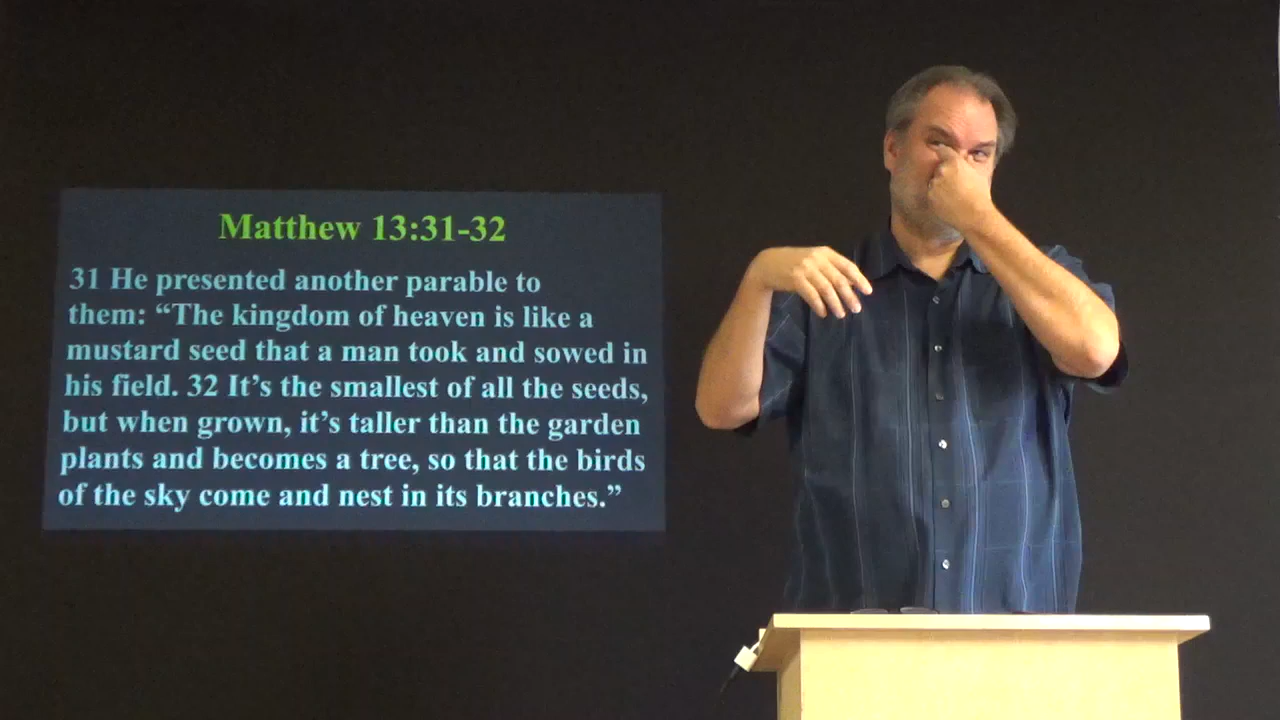 Matthew 13:31-32
31 He presented another parable to
them: “The kingdom of heaven is like a
mustard seed that a man took and sowed in
his field. 32 It’s the smallest of all the seeds,
but when grown, it’s taller than the garden
plants and becomes a tree, so that the birds
of the sky come and nest in its branches.”